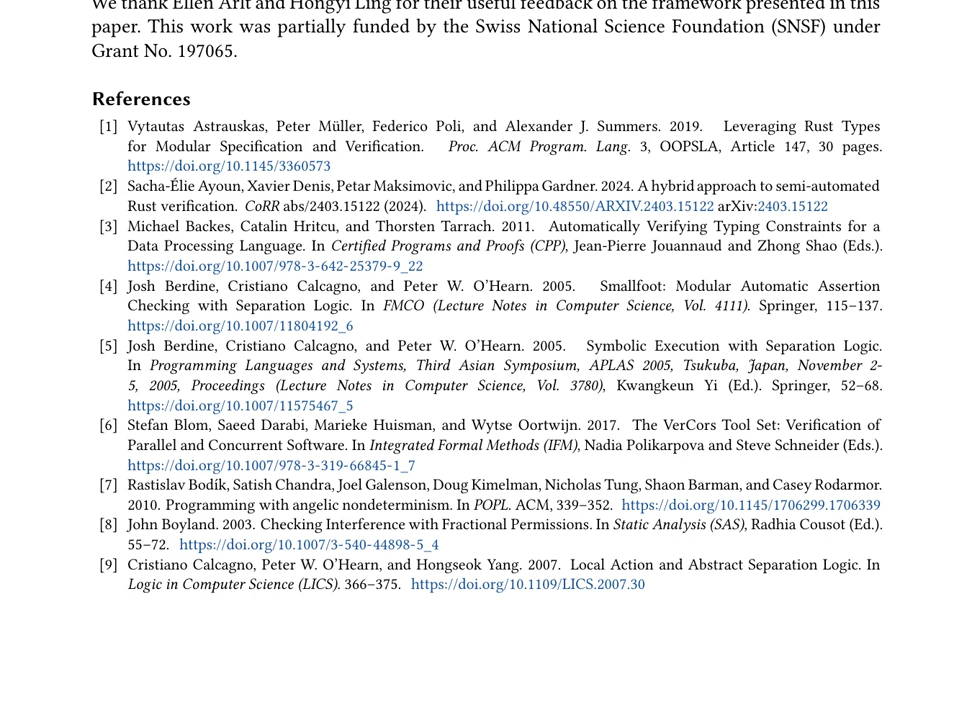 We thank Ellen Arlt and Hongyi Ling for their useful feedback on the framework presented in this
paper. This work was partially funded by the Swiss National Science Foundation (SNSF) under
Grant No. 197065.
References
[1] Vytautas Astrauskas, Peter Müller, Federico Poli, and Alexander J. Summers. 2019. Leveraging Rust Types
for Modular Specification and Verification. Proc. ACM Program. Lang. 3, OOPSLA, Article 147, 30 pages.
https://doi.org/10.1145/3360573
[2] Sacha-Élie Ayoun, Xavier Denis, Petar Maksimovic, and Philippa Gardner. 2024. A hybrid approach to semi-automated
Rust verification. CoRR abs/2403.15122 (2024). https://doi.org/10.48550/ARXIV.2403.15122 arXiv:2403.15122
[3] Michael Backes, Catalin Hritcu, and Thorsten Tarrach. 2011. Automatically Verifying Typing Constraints for a
Data Processing Language. In Certified Programs and Proofs (CPP), Jean-Pierre Jouannaud and Zhong Shao (Eds.).
https://doi.org/10.1007/978-3-642-25379-9_22
[4] Josh Berdine, Cristiano Calcagno, and Peter W. O'Hearn. 2005. Smallfoot: Modular Automatic Assertion
Checking with Separation Logic. In FMCO (Lecture Notes in Computer Science, Vol. 4111). Springer, 115–137.
https://doi.org/10.1007/11804192_6
[5] Josh Berdine, Cristiano Calcagno, and Peter W. O'Hearn. 2005. Symbolic Execution with Separation Logic.
In Programming Languages and Systems, Third Asian Symposium, APLAS 2005, Tsukuba, Japan, November 2-
5, 2005, Proceedings (Lecture Notes in Computer Science, Vol. 3780), Kwangkeun Yi (Ed.). Springer, 52–68.
https://doi.org/10.1007/11575467_5
[6] Stefan Blom, Saeed Darabi, Marieke Huisman, and Wytse Oortwijn. 2017. The VerCors Tool Set: Verification of
Parallel and Concurrent Software. In Integrated Formal Methods (IFM), Nadia Polikarpova and Steve Schneider (Eds.).
https://doi.org/10.1007/978-3-319-66845-1_7
[7] Rastislav Bodík, Satish Chandra, Joel Galenson, Doug Kimelman, Nicholas Tung, Shaon Barman, and Casey Rodarmor.
2010. Programming with angelic nondeterminism. In POPL. ACM, 339–352. https://doi.org/10.1145/1706299.1706339
[8] John Boyland. 2003. Checking Interference with Fractional Permissions. In Static Analysis (SAS), Radhia Cousot (Ed.).
55–72. https://doi.org/10.1007/3-540-44898-5_4
[9] Cristiano Calcagno, Peter W. O'Hearn, and Hongseok Yang. 2007. Local Action and Abstract Separation Logic. In
Logic in Computer Science (LICS). 366–375. https://doi.org/10.1109/LICS.2007.30